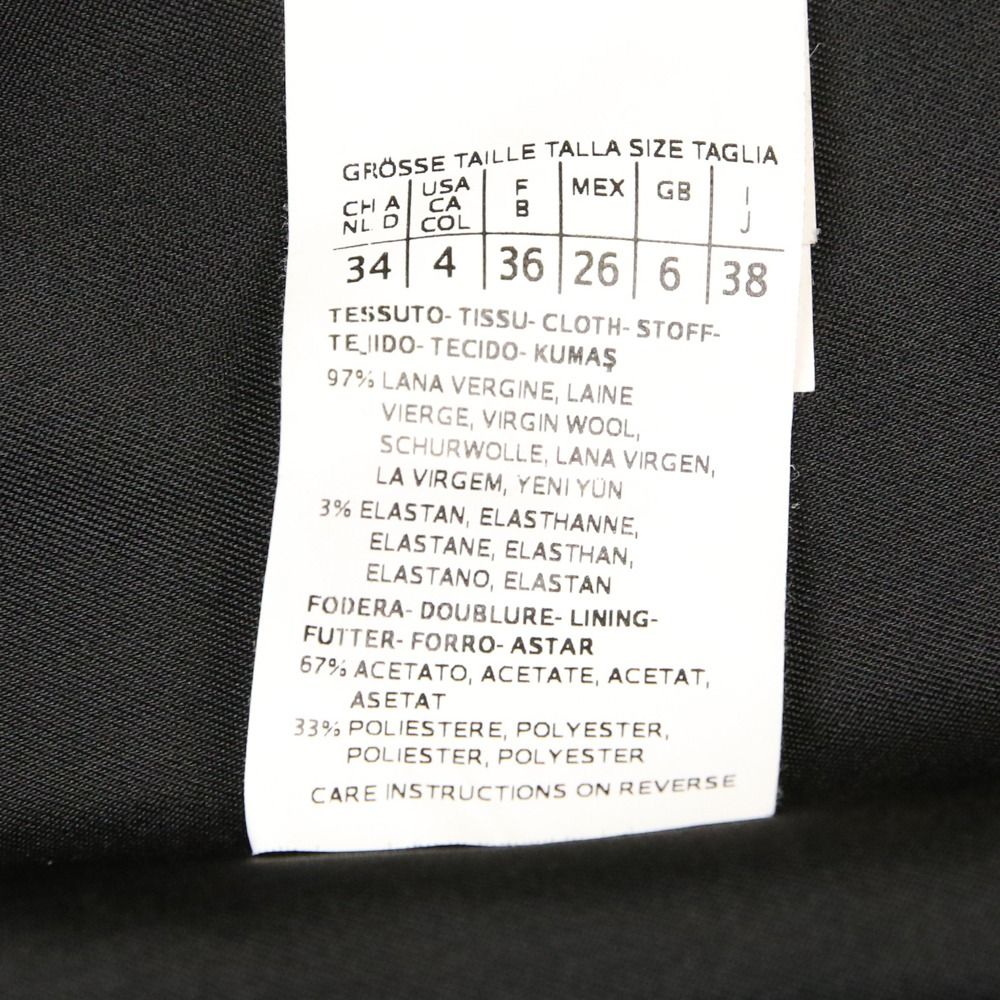 GRÖSSE TAILLE TALLA SIZE TAGLIA
CH A NL D | USA CA COL | F B | MEX | GB | I J
34 | 4 | 36 | 26 | 6 | 38
TESSUTO- TISSU- CLOTH- STOFF-
TEJIDO- TECIDO- KUMAŞ
97% LANA VERGINE, LAINE
VIERGE, VIRGIN WOOL,
SCHURWOLLE, LANA VIRGEN,
LA VIRGEM, YENI YÜN
3% ELASTAN, ELASTHANNE,
ELASTANE, ELASTHAN,
ELASTANO, ELASTAN
FODERA- DOUBLURE- LINING-
FUTTER- FORRO- ASTAR
67% ACETATO, ACETATE, ACETAT,
ASETAT
33% POLIESTERE, POLYESTER,
POLIESTER, POLYESTER
CARE INSTRUCTIONS ON REVERSE